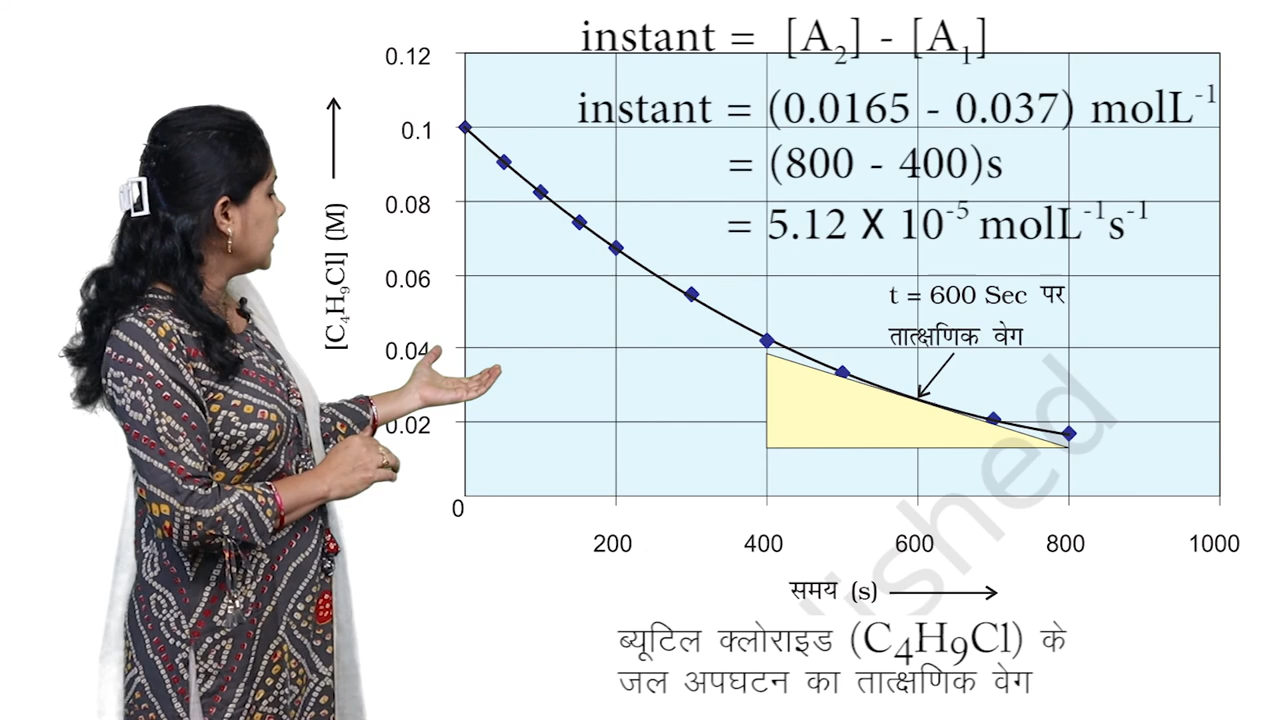 instant = [A₂] - [A₁]
instant = (0.0165 - 0.037) molL⁻¹
= (800 - 400)s
= 5.12 X 10⁻⁵ molL⁻¹s⁻¹
0.12
0.1
0.08
0.06
0.04
0.02
0
[C₄H₉Cl] (M)
t = 600 Sec पर
तात्क्षणिक वेग
200 400 600 800 1000
समय (s)
ब्यूटिल क्लोराइड (C₄H₉Cl) के
जल अपघटन का तात्क्षणिक वेग